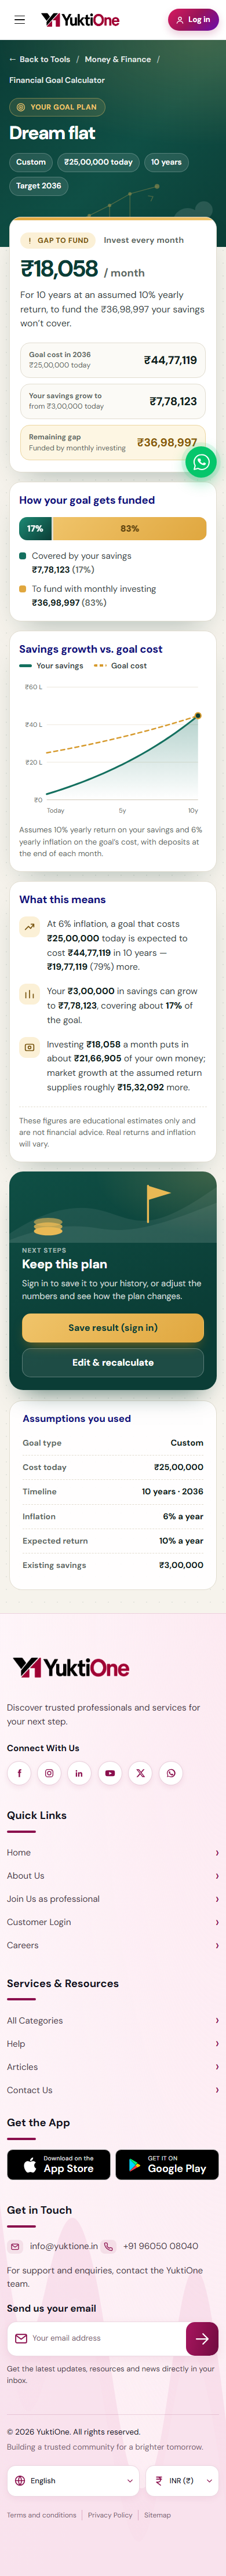 YuktiOne
Log in
← Back to Tools / Money & Finance /
Financial Goal Calculator
YOUR GOAL PLAN
Dream flat
Custom ₹25,00,000 today 10 years
Target 2036
! GAP TO FUND Invest every month
₹18,058 / month
For 10 years at an assumed 10% yearly
return, to fund the ₹36,98,997 your savings
won't cover.
Goal cost in 2036
₹25,00,000 today
₹44,77,119
Your savings grow to
from ₹3,00,000 today
₹7,78,123
Remaining gap
Funded by monthly investing
₹36,98,997
How your goal gets funded
17% 83%
Covered by your savings
₹7,78,123 (17%)
To fund with monthly investing
₹36,98,997 (83%)
Savings growth vs. goal cost
Your savings Goal cost
₹60 L
₹40 L
₹20 L
₹0
Today 5y 10y
Assumes 10% yearly return on your savings and 6%
yearly inflation on the goal's cost, with deposits at
the end of each month.
What this means
At 6% inflation, a goal that costs
₹25,00,000 today is expected to
cost ₹44,77,119 in 10 years —
₹19,77,119 (79%) more.
Your ₹3,00,000 in savings can grow
to ₹7,78,123, covering about 17% of
the goal.
Investing ₹18,058 a month puts in
about ₹21,66,905 of your own money;
market growth at the assumed return
supplies roughly ₹15,32,092 more.
These figures are educational estimates only and
are not financial advice. Real returns and inflation
will vary.
NEXT STEPS
Keep this plan
Sign in to save it to your history, or adjust the
numbers and see how the plan changes.
Save result (sign in)
Edit & recalculate
Assumptions you used
Goal type Custom
Cost today ₹25,00,000
Timeline 10 years · 2036
Inflation 6% a year
Expected return 10% a year
Existing savings ₹3,00,000
YuktiOne
Discover trusted professionals and services for
your next step.
Connect With Us
Quick Links
Home
About Us
Join Us as professional
Customer Login
Careers
Services & Resources
All Categories
Help
Articles
Contact Us
Get the App
Download on the
App Store
GET IT ON
Google Play
Get in Touch
info@yuktione.in +91 96050 08040
For support and enquiries, contact the YuktiOne
team.
Send us your email
Your email address
Get the latest updates, resources and news directly in your
inbox.
© 2026 YuktiOne. All rights reserved.
Building a trusted community for a brighter tomorrow.
English ₹ INR (₹)
Terms and conditions Privacy Policy Sitemap